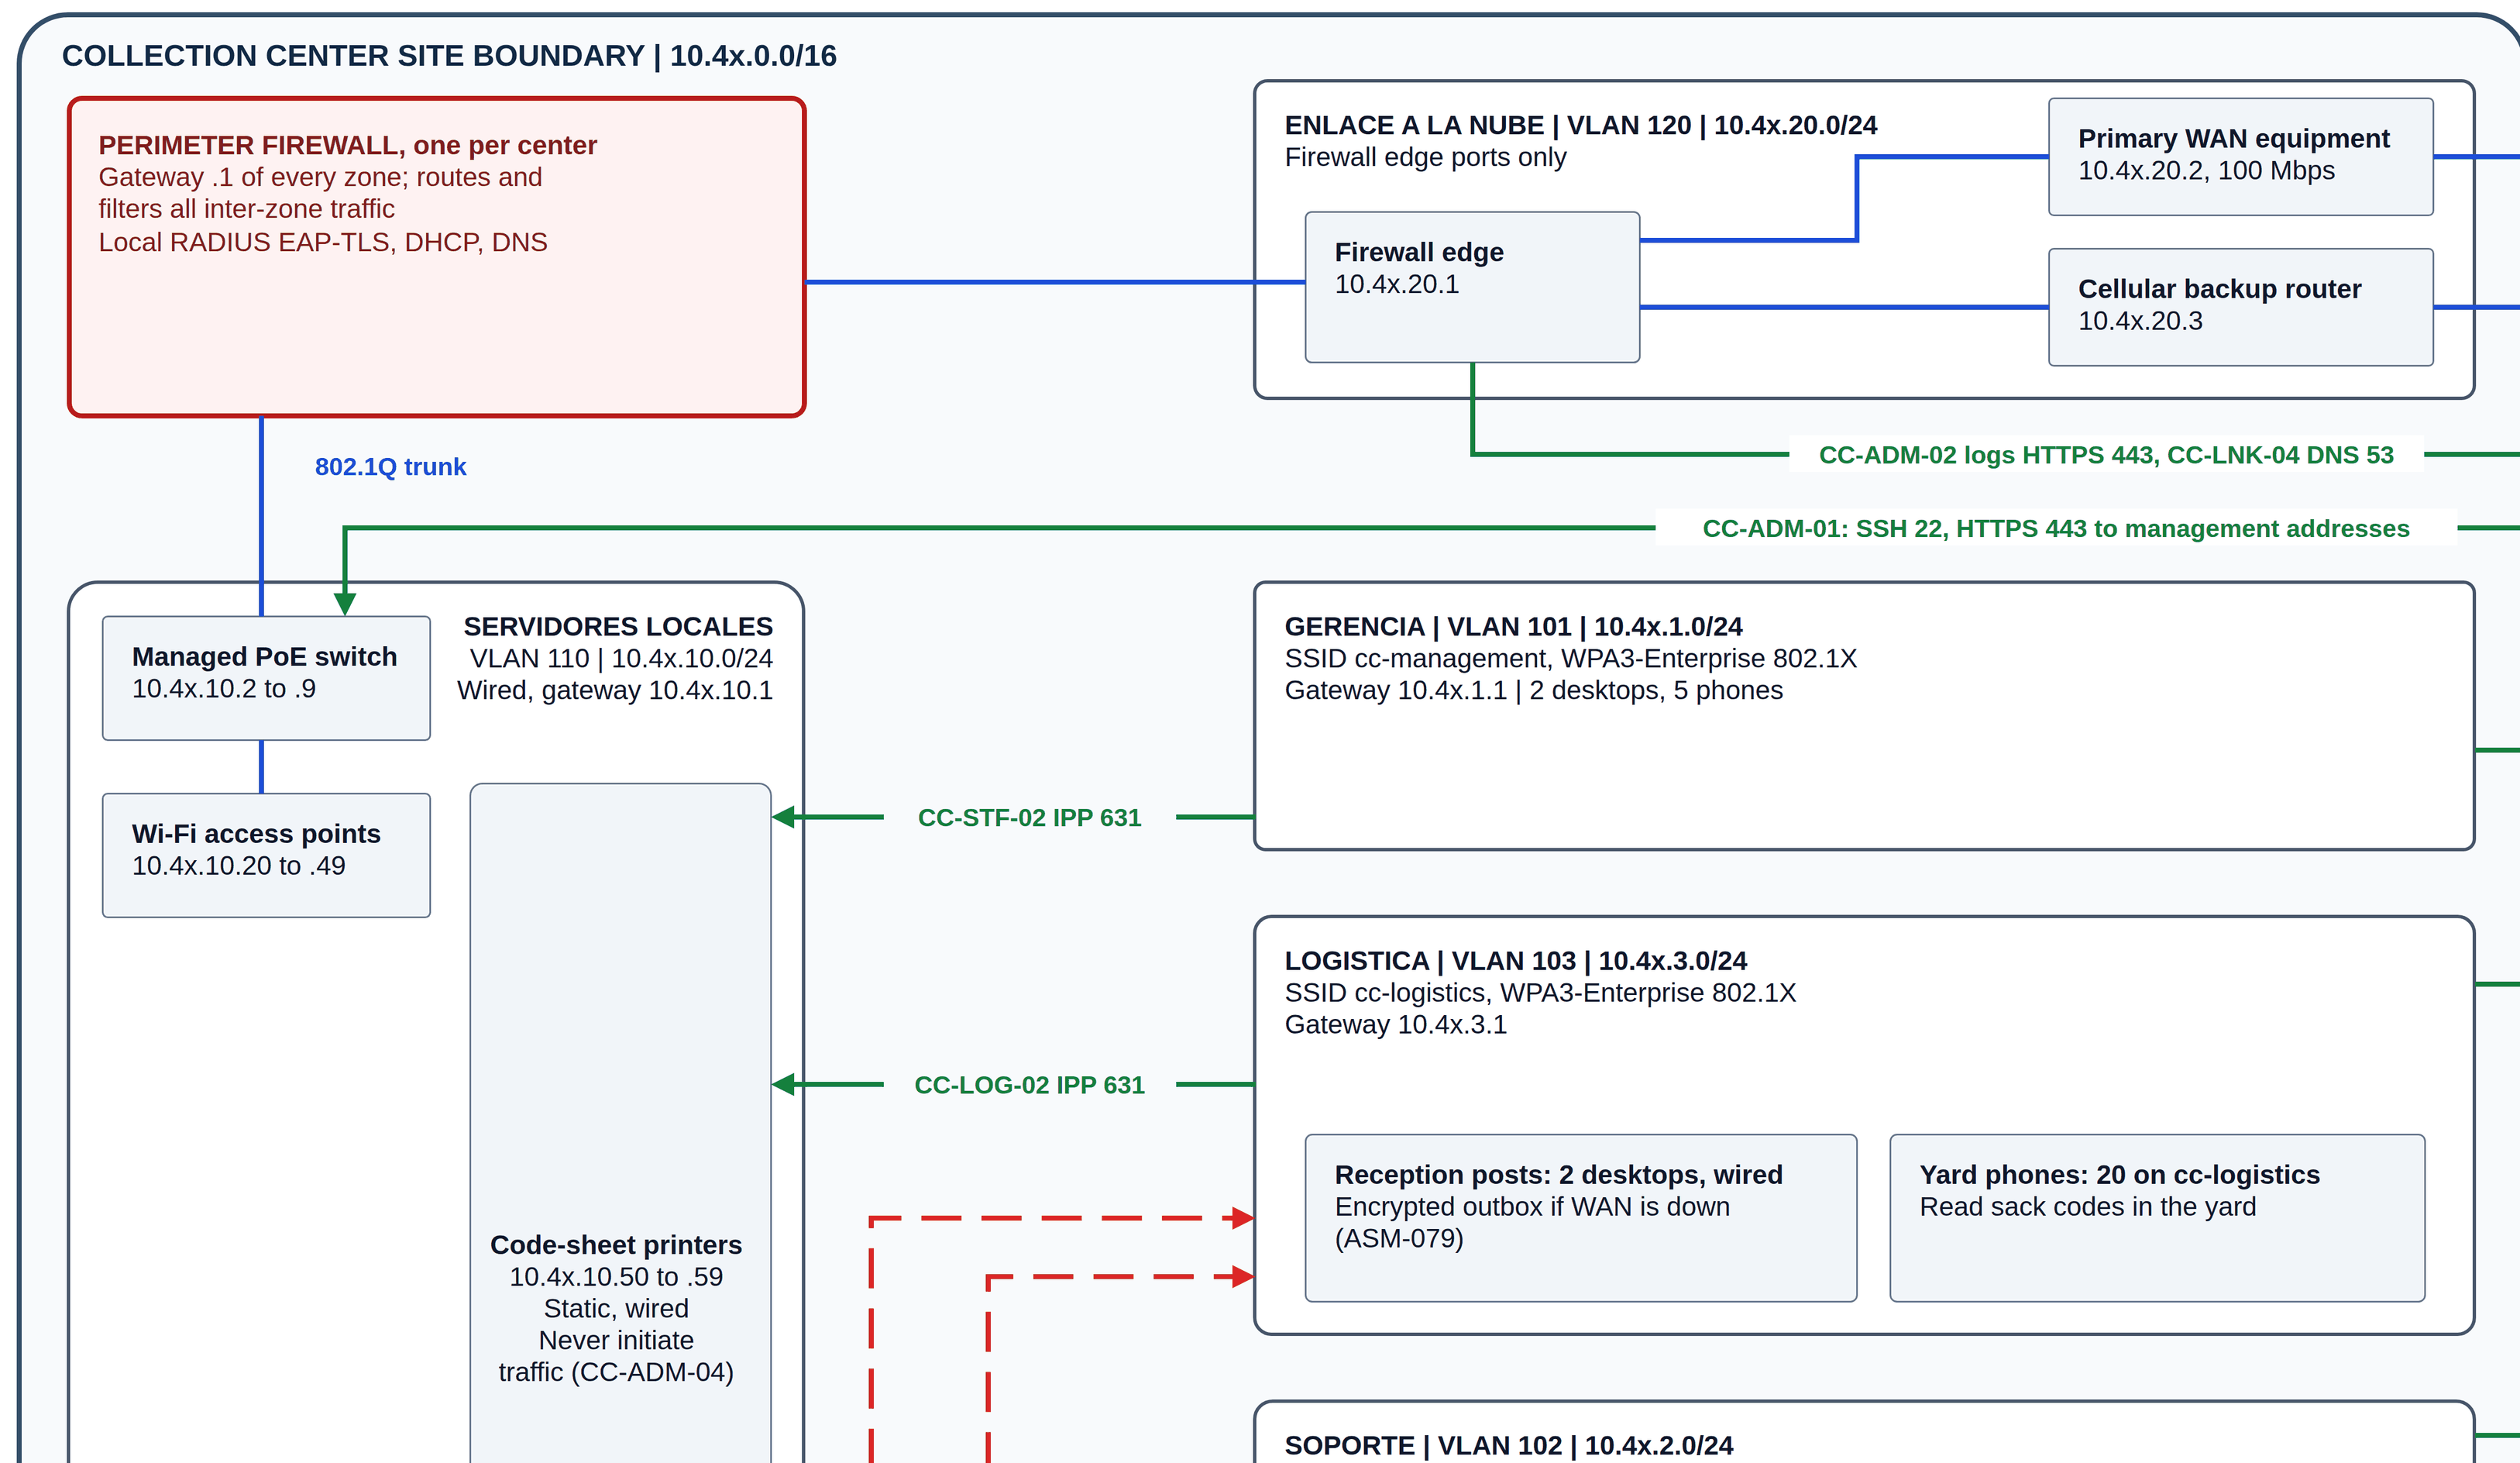 COLLECTION CENTER SITE BOUNDARY | 10.4x.0.0/16
PERIMETER FIREWALL, one per center
Gateway .1 of every zone; routes and
filters all inter-zone traffic
Local RADIUS EAP-TLS, DHCP, DNS
ENLACE A LA NUBE | VLAN 120 | 10.4x.20.0/24
Firewall edge ports only
Firewall edge
10.4x.20.1
Primary WAN equipment
10.4x.20.2, 100 Mbps
Cellular backup router
10.4x.20.3
802.1Q trunk
CC-ADM-02 logs HTTPS 443, CC-LNK-04 DNS 53
CC-ADM-01: SSH 22, HTTPS 443 to management addresses
Managed PoE switch
10.4x.10.2 to .9
SERVIDORES LOCALES
VLAN 110 | 10.4x.10.0/24
Wired, gateway 10.4x.10.1
Wi-Fi access points
10.4x.10.20 to .49
GERENCIA | VLAN 101 | 10.4x.1.0/24
SSID cc-management, WPA3-Enterprise 802.1X
Gateway 10.4x.1.1 | 2 desktops, 5 phones
CC-STF-02 IPP 631
LOGISTICA | VLAN 103 | 10.4x.3.0/24
SSID cc-logistics, WPA3-Enterprise 802.1X
Gateway 10.4x.3.1
CC-LOG-02 IPP 631
Reception posts: 2 desktops, wired
Encrypted outbox if WAN is down
(ASM-079)
Yard phones: 20 on cc-logistics
Read sack codes in the yard
Code-sheet printers
10.4x.10.50 to .59
Static, wired
Never initiate
traffic (CC-ADM-04)
SOPORTE | VLAN 102 | 10.4x.2.0/24